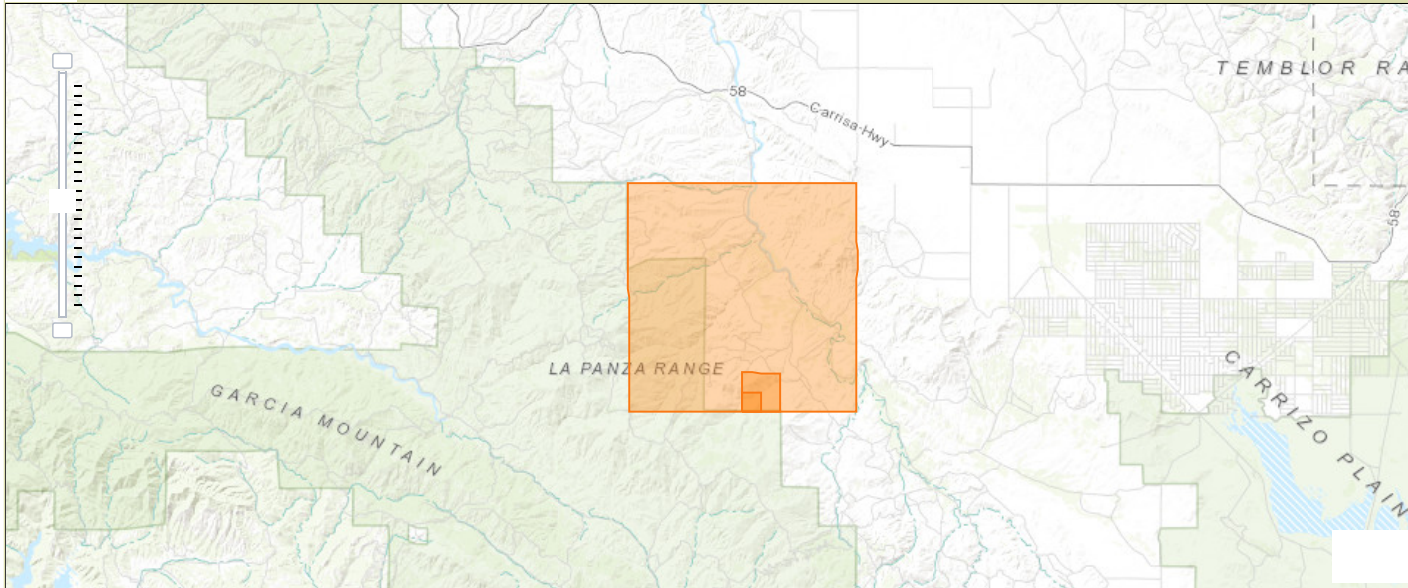 TEMBLOR RA
58
Carrisa Hwy
58
LA PANZA RANGE
GARCIA MOUNTAIN
CARRIZO PLAIN